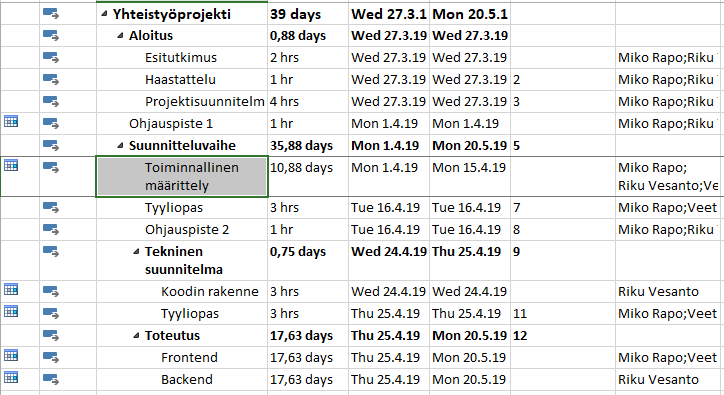 Yhteistyöprojekti 39 days Wed 27.3.1 Mon 20.5.1
Aloitus 0,88 days Wed 27.3.19 Wed 27.3.19
Esitutkimus 2 hrs Wed 27.3.19 Wed 27.3.19 Miko Rapo;Riku
Haastattelu 1 hr Wed 27.3.19 Wed 27.3.19 2 Miko Rapo;Riku
Projektisuunnitelm 4 hrs Wed 27.3.19 Wed 27.3.19 3 Miko Rapo;Riku
Ohjauspiste 1 1 hr Mon 1.4.19 Mon 1.4.19 Miko Rapo;Riku
Suunnitteluvaihe 35,88 days Mon 1.4.19 Mon 20.5.19 5
Toiminnallinen 10,88 days Mon 1.4.19 Mon 15.4.19 Miko Rapo;
määrittely Riku Vesanto;Ve
Tyyliopas 3 hrs Tue 16.4.19 Tue 16.4.19 7 Miko Rapo;Veet
Ohjauspiste 2 1 hr Tue 16.4.19 Tue 16.4.19 8 Miko Rapo;Riku
Tekninen 0,75 days Wed 24.4.19 Thu 25.4.19 9
suunnitelma
Koodin rakenne 3 hrs Wed 24.4.19 Wed 24.4.19 Riku Vesanto
Tyyliopas 3 hrs Thu 25.4.19 Thu 25.4.19 11 Miko Rapo;Veet
Toteutus 17,63 days Thu 25.4.19 Mon 20.5.19 12
Frontend 17,63 days Thu 25.4.19 Mon 20.5.19 Miko Rapo;Veet
Backend 17,63 days Thu 25.4.19 Mon 20.5.19 Riku Vesanto